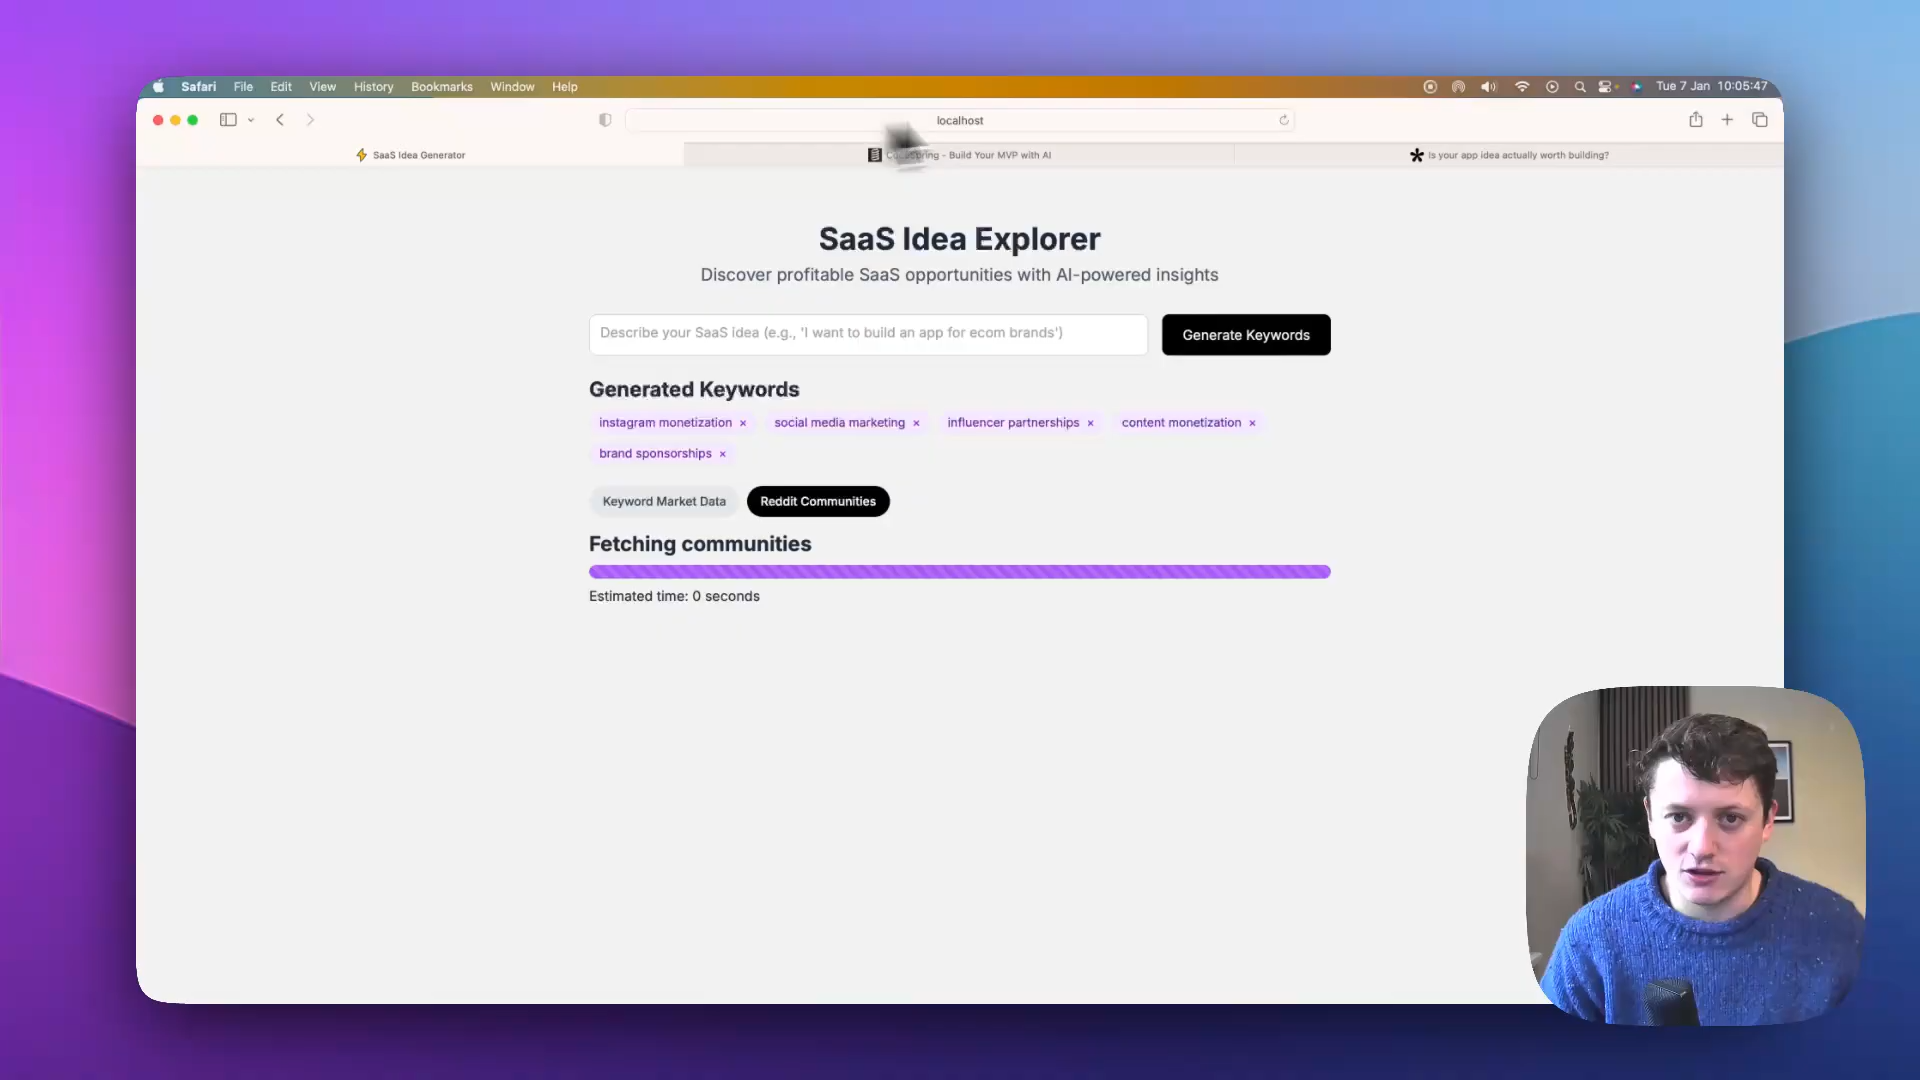 Safari File Edit View History Bookmarks Window Help Tue 7 Jan 10:05:47
localhost
SaaS Idea Generator
- Build Your MVP with AI
Is your app idea actually worth building?
SaaS Idea Explorer
Discover profitable SaaS opportunities with AI-powered insights
Describe your SaaS idea (e.g., 'I want to build an app for ecom brands')
Generate Keywords
Generated Keywords
instagram monetization ×
social media marketing ×
influencer partnerships ×
content monetization ×
brand sponsorships ×
Keyword Market Data
Reddit Communities
Fetching communities
Estimated time: 0 seconds